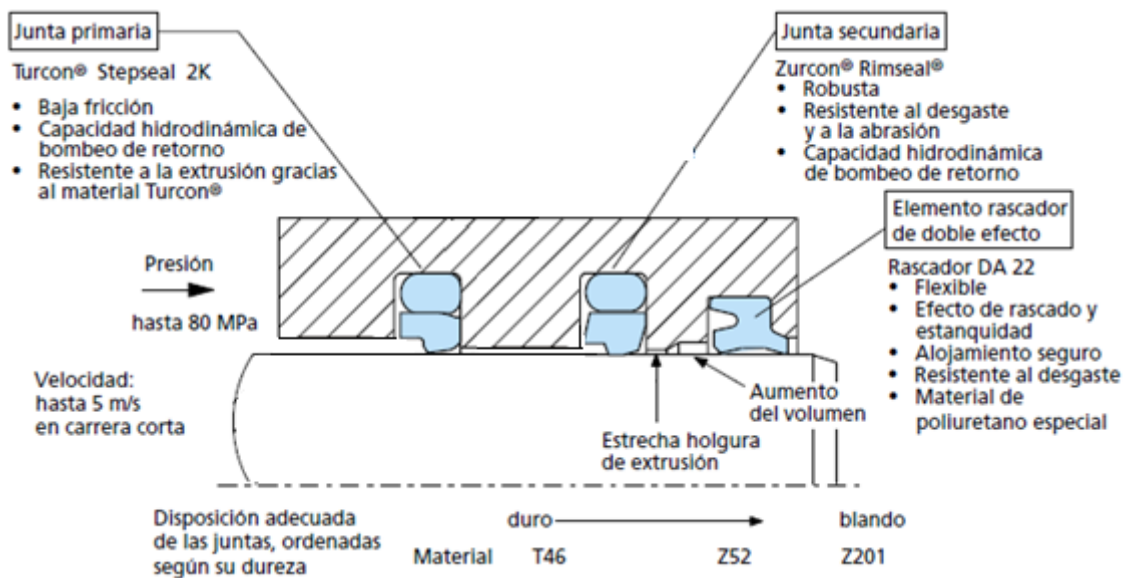 Junta primaria
Turcon® Stepseal 2K
• Baja fricción
• Capacidad hidrodinámica de
bombeo de retorno
• Resistente a la extrusión gracias
al material Turcon®
Junta secundaria
Zurcon® Rimseal®
• Robusta
• Resistente al desgaste
y a la abrasión
• Capacidad hidrodinámica
de bombeo de retorno
Elemento rascador
de doble efecto
Rascador DA 22
• Flexible
• Efecto de rascado y
estanquidad
• Alojamiento seguro
• Resistente al desgaste
• Material de
poliuretano especial
Presión
hasta 80 MPa
Velocidad:
hasta 5 m/s
en carrera corta
Aumento
del volumen
Estrecha holgura
de extrusión
Disposición adecuada
de las juntas, ordenadas
según su dureza
duro blando
Material T46 Z52 Z201